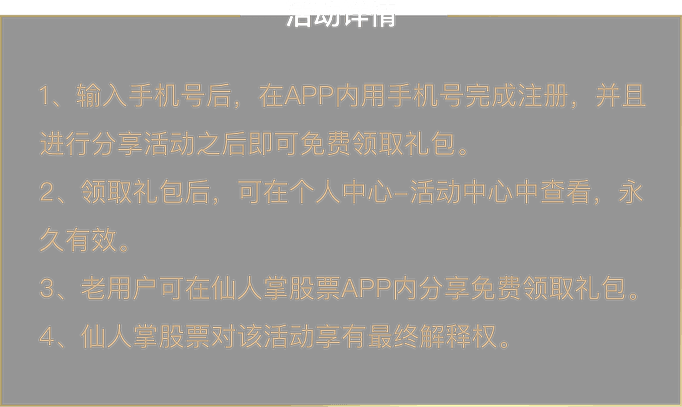 活动详情
1、输入手机号后，在APP内用手机号完成注册，并且
进行分享活动之后即可免费领取礼包。
2、领取礼包后，可在个人中心-活动中心中查看，永
久有效。
3、老用户可在仙人掌股票APP内分享免费领取礼包。
4、仙人掌股票对该活动享有最终解释权。